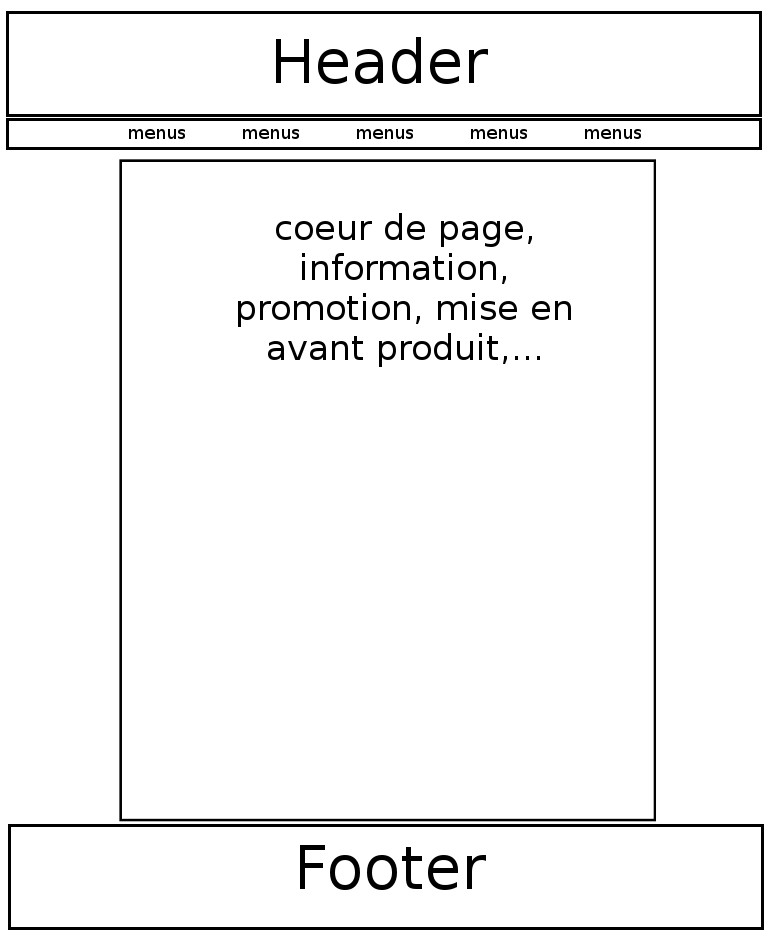 Header
menus menus menus menus menus
coeur de page,
information,
promotion, mise en
avant produit,...
Footer